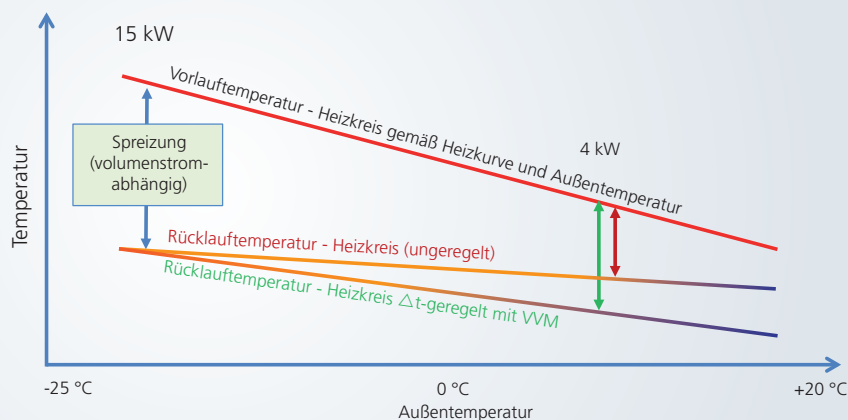 15 kW
Vorlauftemperatur - Heizkreis gemäß Heizkurve und Außentemperatur
Spreizung
(volumenstrom-
abhängig)
4 kW
Temperatur
Rücklauftemperatur - Heizkreis (ungeregelt)
Rücklauftemperatur - Heizkreis △t-geregelt mit VVM
-25 °C
0 °C
+20 °C
Außentemperatur